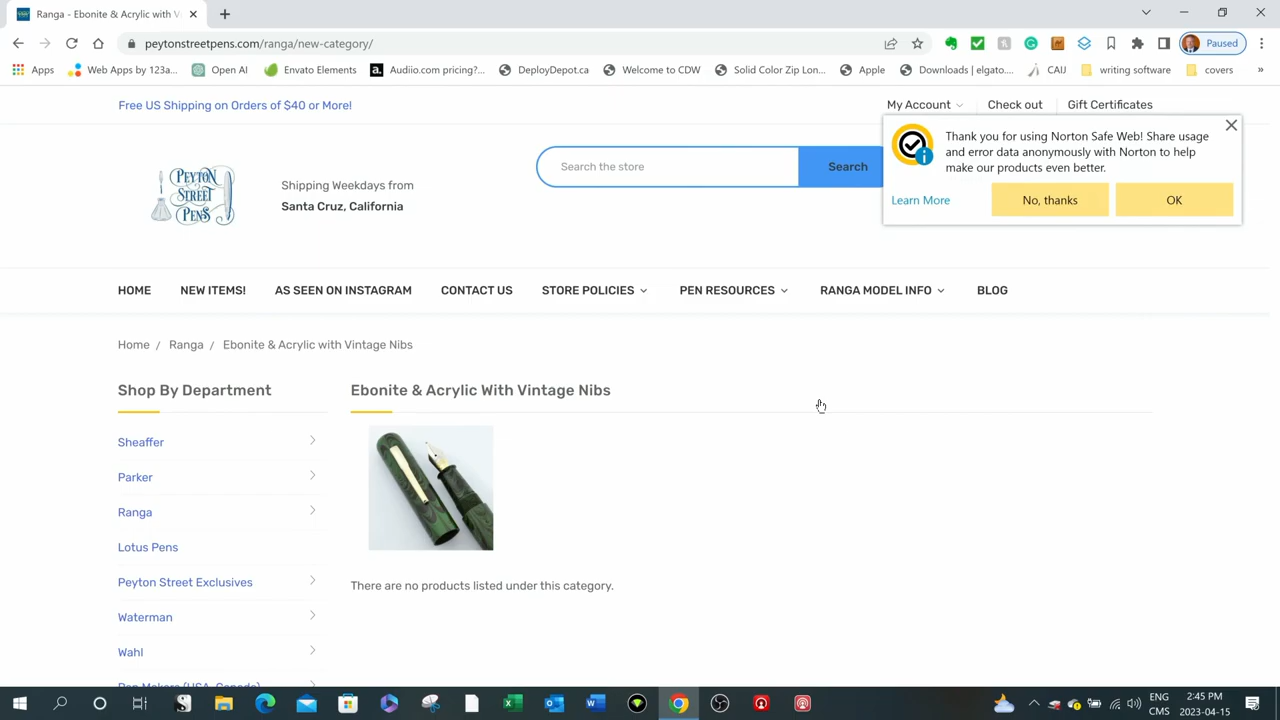 Ranga - Ebonite & Acrylic with V
peytonstreetpens.com/ranga/new-category/
Paused
Apps
Web Apps by 123a...
Open AI
Envato Elements
Audiio.com pricing?...
DeployDepot.ca
Welcome to CDW
Solid Color Zip Lon...
Apple
Downloads | elgato....
CAIJ
writing software
covers
»
Free US Shipping on Orders of $40 or More!
My Account
Check out
Gift Certificates
Thank you for using Norton Safe Web! Share usage
and error data anonymously with Norton to help
make our products even better.
Learn More
No, thanks
OK
PEYTON
STREET
PENS
Shipping Weekdays from
Santa Cruz, California
Search the store
Search
HOME
NEW ITEMS!
AS SEEN ON INSTAGRAM
CONTACT US
STORE POLICIES
PEN RESOURCES
RANGA MODEL INFO
BLOG
Home / Ranga / Ebonite & Acrylic with Vintage Nibs
Shop By Department
Ebonite & Acrylic With Vintage Nibs
Sheaffer
Parker
Ranga
Lotus Pens
Peyton Street Exclusives
Waterman
Wahl
Pen Makers (USA, Canada)
There are no products listed under this category.
ENG
CMS
2:45 PM
2023-04-15